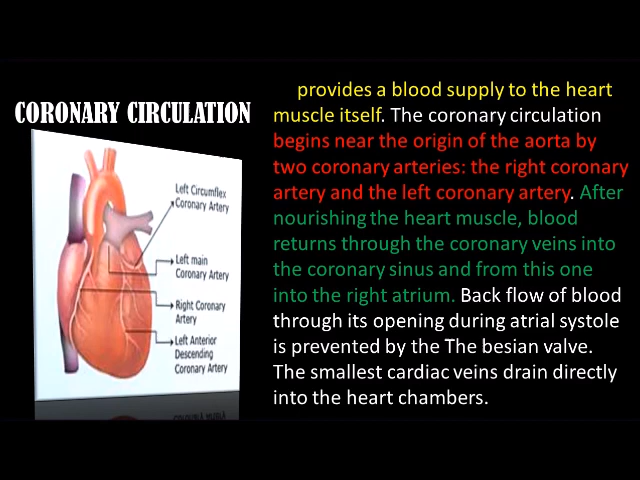 CORONARY CIRCULATION
Left Circumflex
Coronary Artery
Left main
Coronary Artery
Right Coronary
Artery
Left Anterior
Descending
Coronary Artery
provides a blood supply to the heart
muscle itself. The coronary circulation
begins near the origin of the aorta by
two coronary arteries: the right coronary
artery and the left coronary artery. After
nourishing the heart muscle, blood
returns through the coronary veins into
the coronary sinus and from this one
into the right atrium. Back flow of blood
through its opening during atrial systole
is prevented by the The besian valve.
The smallest cardiac veins drain directly
into the heart chambers.